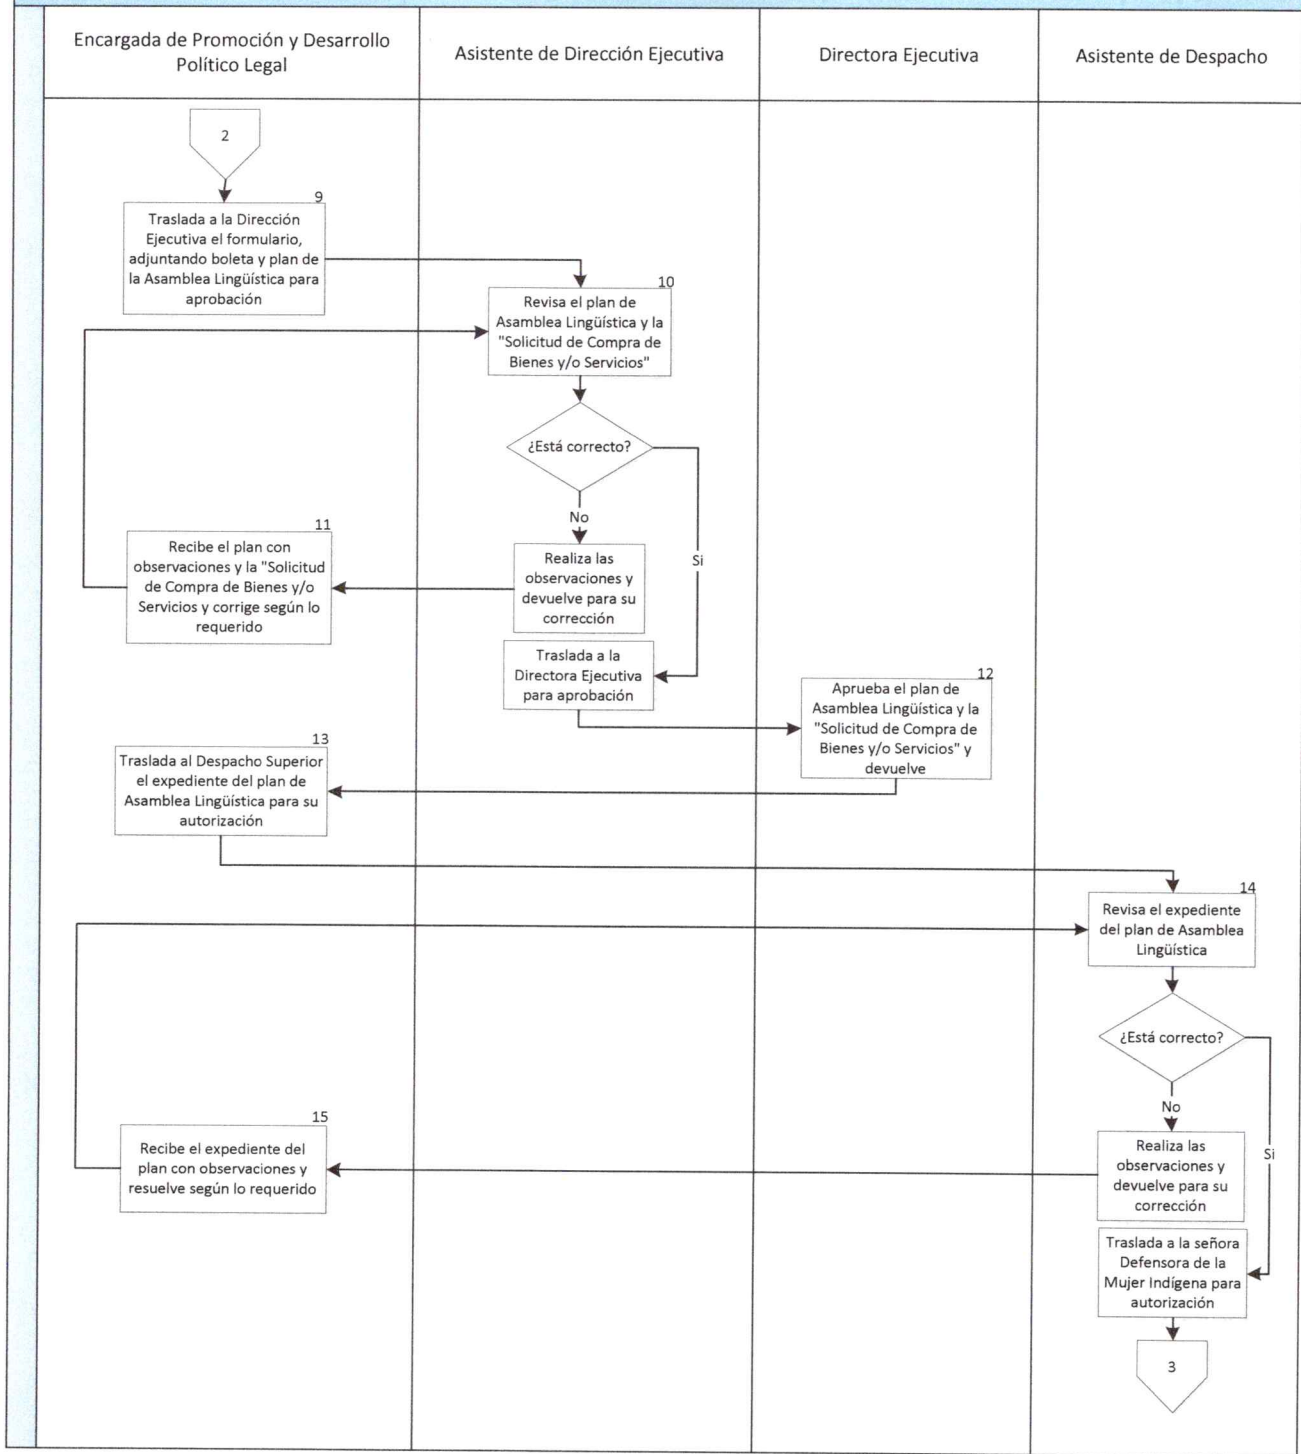 Encargada de Promoción y Desarrollo
Político Legal
Asistente de Dirección Ejecutiva
Directora Ejecutiva
Asistente de Despacho
2
9
Traslada a la Dirección
Ejecutiva el formulario,
adjuntando boleta y plan de
la Asamblea Lingüística para
aprobación
10
Revisa el plan de
Asamblea Lingüística y la
"Solicitud de Compra de
Bienes y/o Servicios"
¿Está correcto?
No
Si
11
Recibe el plan con
observaciones y la "Solicitud
de Compra de Bienes y/o
Servicios y corrige según lo
requerido
Realiza las
observaciones y
devuelve para su
corrección
Traslada a la
Directora Ejecutiva
para aprobación
12
Aprueba el plan de
Asamblea Lingüística y la
"Solicitud de Compra de
Bienes y/o Servicios" y
devuelve
13
Traslada al Despacho Superior
el expediente del plan de
Asamblea Lingüística para su
autorización
14
Revisa el expediente
del plan de Asamblea
Lingüística
¿Está correcto?
No
Si
15
Recibe el expediente del
plan con observaciones y
resuelve según lo requerido
Realiza las
observaciones y
devuelve para su
corrección
Traslada a la señora
Defensora de la
Mujer Indígena para
autorización
3